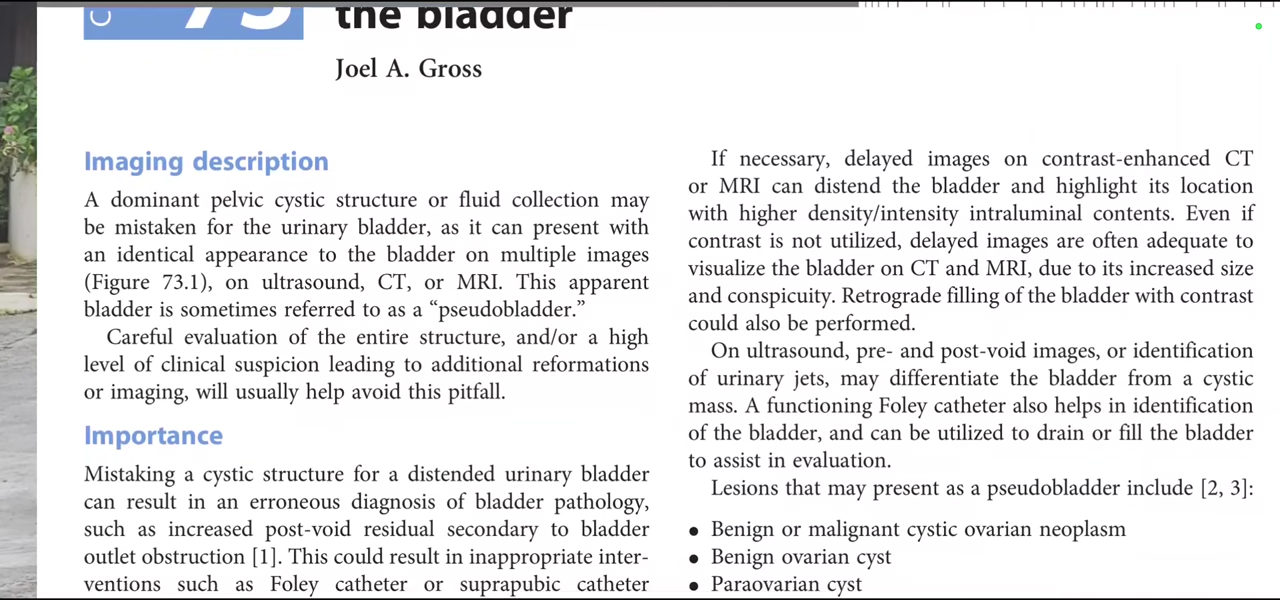 C
73
the bladder
Joel A. Gross
Imaging description
A dominant pelvic cystic structure or fluid collection may
be mistaken for the urinary bladder, as it can present with
an identical appearance to the bladder on multiple images
(Figure 73.1), on ultrasound, CT, or MRI. This apparent
bladder is sometimes referred to as a “pseudobladder.”
Careful evaluation of the entire structure, and/or a high
level of clinical suspicion leading to additional reformations
or imaging, will usually help avoid this pitfall.
Importance
Mistaking a cystic structure for a distended urinary bladder
can result in an erroneous diagnosis of bladder pathology,
such as increased post-void residual secondary to bladder
outlet obstruction [1]. This could result in inappropriate inter-
ventions such as Foley catheter or suprapubic catheter
If necessary, delayed images on contrast-enhanced CT
or MRI can distend the bladder and highlight its location
with higher density/intensity intraluminal contents. Even if
contrast is not utilized, delayed images are often adequate to
visualize the bladder on CT and MRI, due to its increased size
and conspicuity. Retrograde filling of the bladder with contrast
could also be performed.
On ultrasound, pre- and post-void images, or identification
of urinary jets, may differentiate the bladder from a cystic
mass. A functioning Foley catheter also helps in identification
of the bladder, and can be utilized to drain or fill the bladder
to assist in evaluation.
Lesions that may present as a pseudobladder include [2, 3]:
• Benign or malignant cystic ovarian neoplasm
• Benign ovarian cyst
• Paraovarian cyst